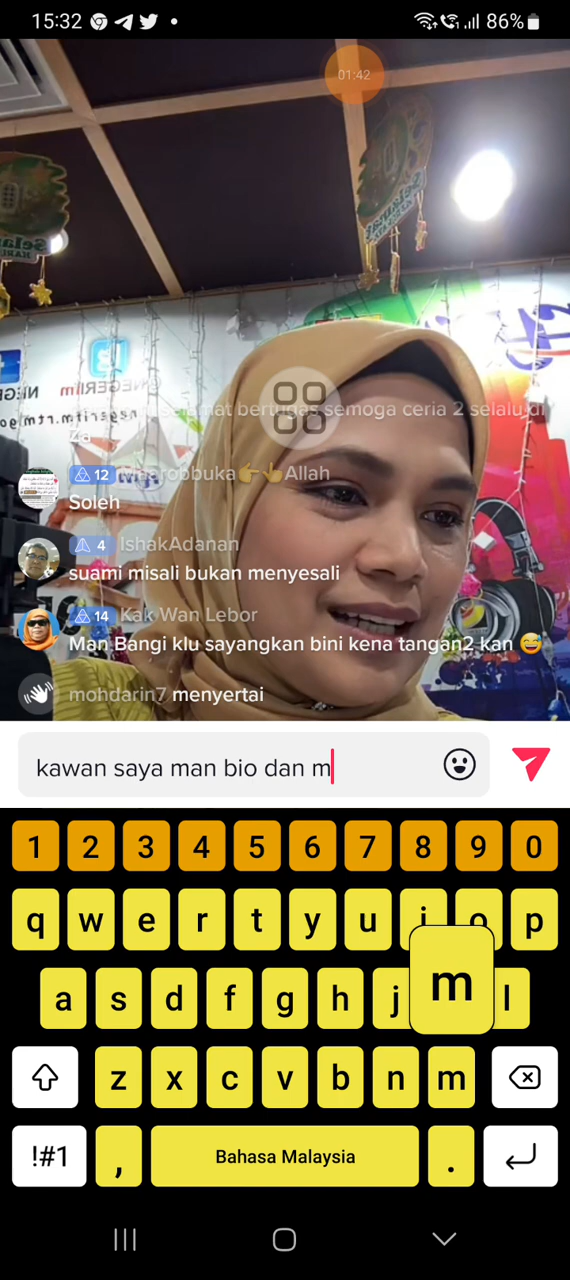 15:32
86%
01:42
selamat bertugas semoga ceria 2 selalu di
Za
12
buka👉👆Allah
Soleh
4 IshakAdanan
suami misali bukan menyesali
14 Kak Wan Lebor
Man Bangi klu sayangkan bini kena tangan2 kan 😅
mohdarin7 menyertai
kawan saya man bio dan m
1 2 3 4 5 6 7 8 9 0
q w e r t y u i o p
a s d f g h j m l
z x c v b n m
!#1 , Bahasa Malaysia .